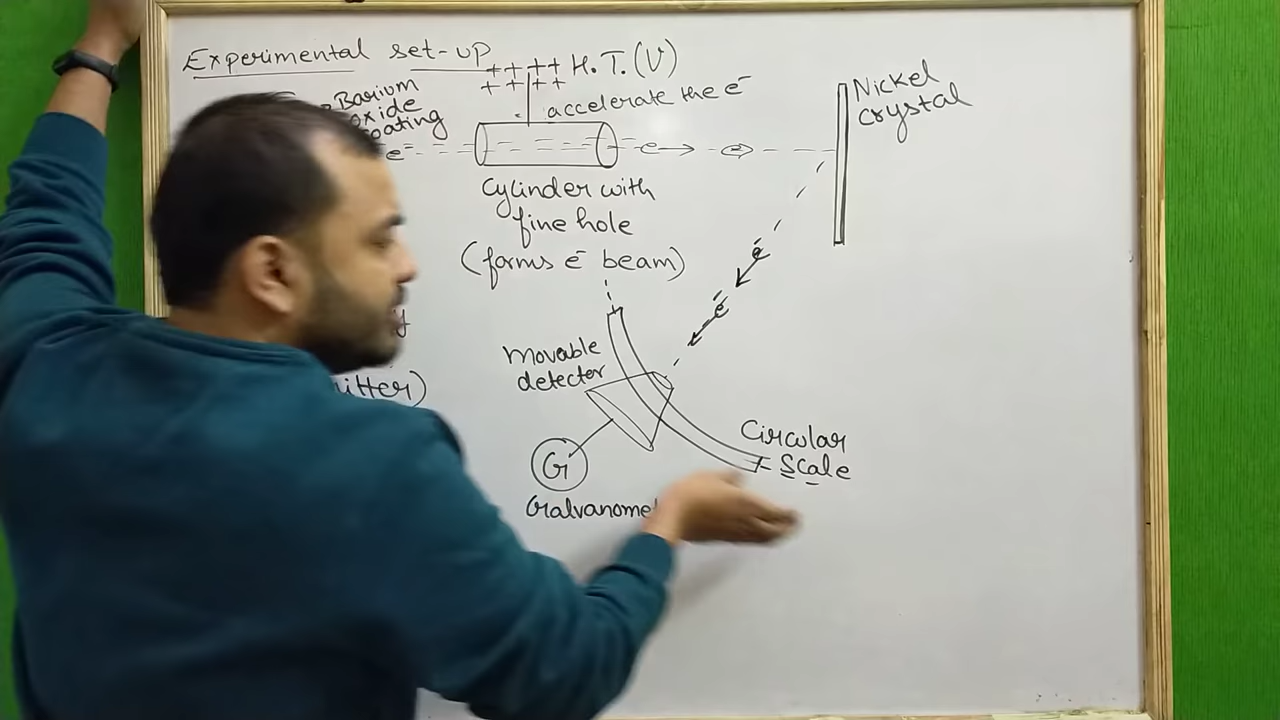 Experimental set-up
++ ++ H.T. (V)
++ ++
Barium
oxide
coating
accelerate the e⁻
Nickel
crystal
e⁻
e
e
Cylinder with
fine hole
(forms e⁻ beam)
e⁻
e⁻
Movable
detector
Circular
Scale
G
Galvanome